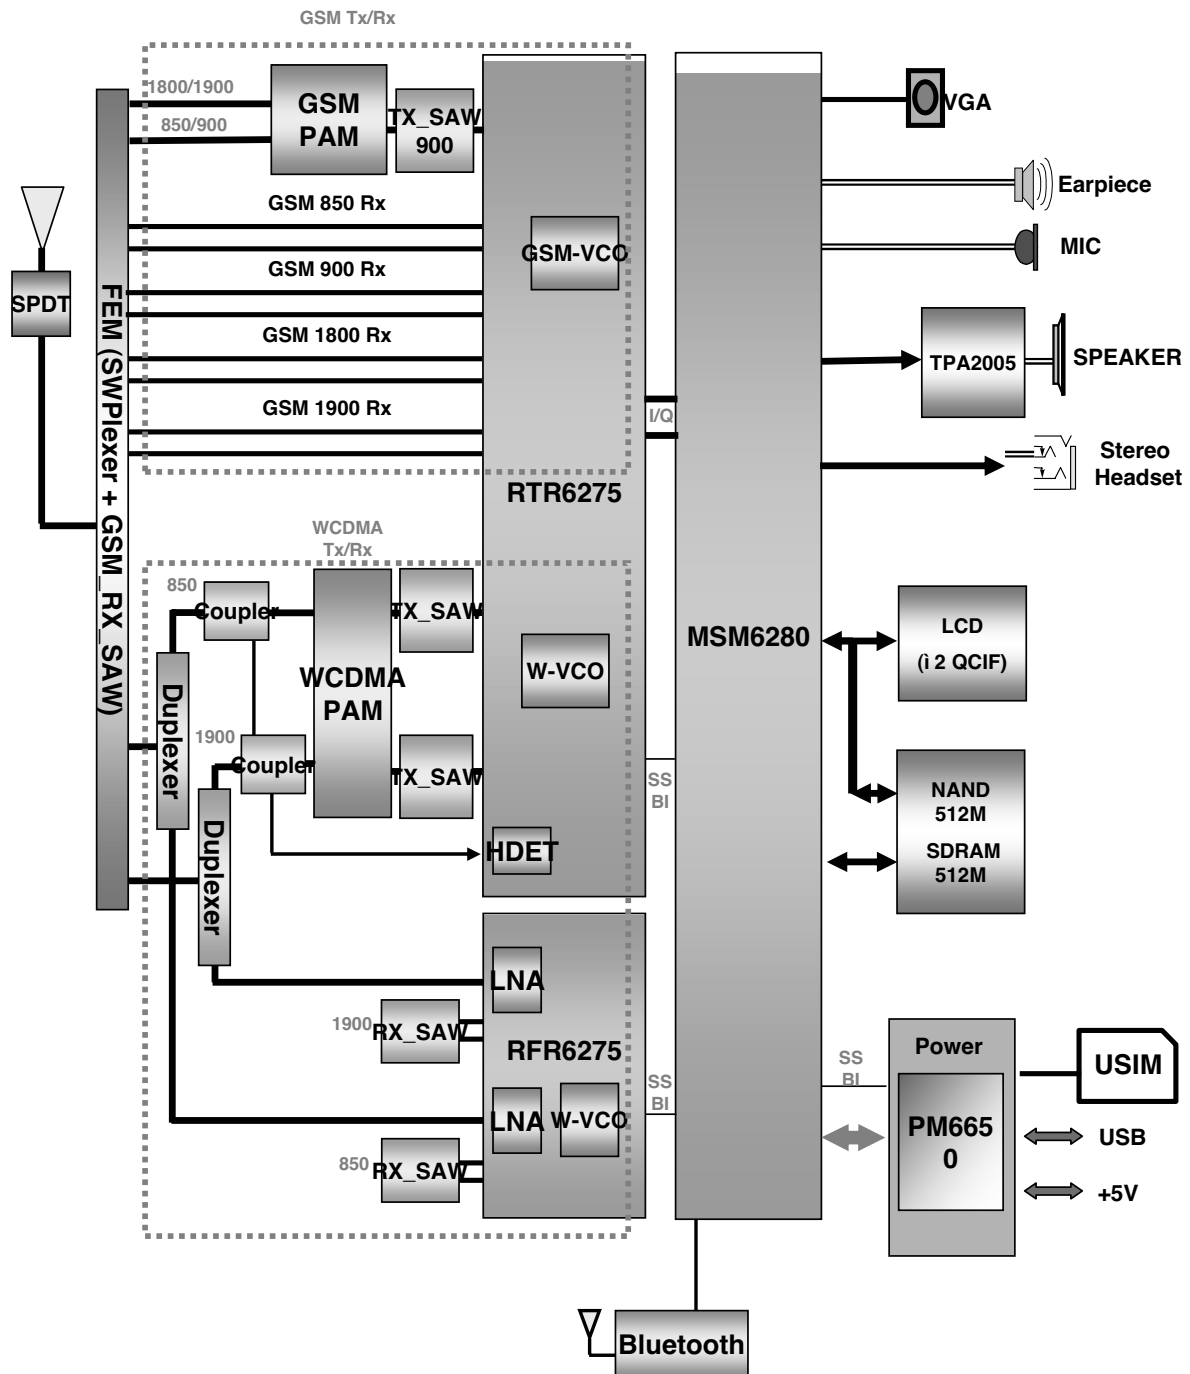 GSM Tx/Rx
1800/1900
850/900
GSM
PAM
TX_SAW
900
VGA
GSM 850 Rx
Earpiece
GSM-VCO
MIC
GSM 900 Rx
SPDT
FEM (SWPlexer + GSM_RX_SAW)
GSM 1800 Rx
TPA2005
SPEAKER
GSM 1900 Rx
I/Q
Stereo
Headset
RTR6275
WCDMA
Tx/Rx
850
Coupler
TX_SAW
MSM6280
LCD
(ì 2 QCIF)
WCDMA
PAM
W-VCO
Duplexer
1900
Coupler
TX_SAW
SS
BI
NAND
512M
SDRAM
512M
HDET
Duplexer
LNA
1900
RX_SAW
RFR6275
SS
BI
LNA
W-VCO
850
RX_SAW
SS
BI
Power
PM665
0
USIM
USB
+5V
Bluetooth